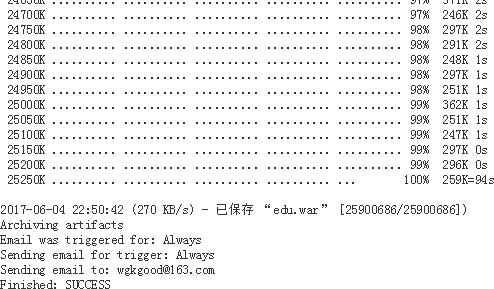 24700K .......... .......... .......... .......... .......... 97%  246K 2s
24750K .......... .......... .......... .......... .......... 98%  297K 2s
24800K .......... .......... .......... .......... .......... 98%  291K 2s
24850K .......... .......... .......... .......... .......... 98%  248K 1s
24900K .......... .......... .......... .......... .......... 98%  297K 1s
24950K .......... .......... .......... .......... .......... 98%  251K 1s
25000K .......... .......... .......... .......... .......... 99%  362K 1s
25050K .......... .......... .......... .......... .......... 99%  251K 1s
25100K .......... .......... .......... .......... .......... 99%  247K 1s
25150K .......... .......... .......... .......... .......... 99%  297K 0s
25200K .......... .......... .......... .......... .......... 99%  296K 0s
25250K .......... .......... .......... .......... ... 100%  259K=94s
2017-06-04 22:50:42 (270 KB/s) - 已保存 “edu.war” [25900686/25900686])
Archiving artifacts
Email was triggered for: Always
Sending email for trigger: Always
Sending email to: wgkgood@163.com
Finished: SUCCESS